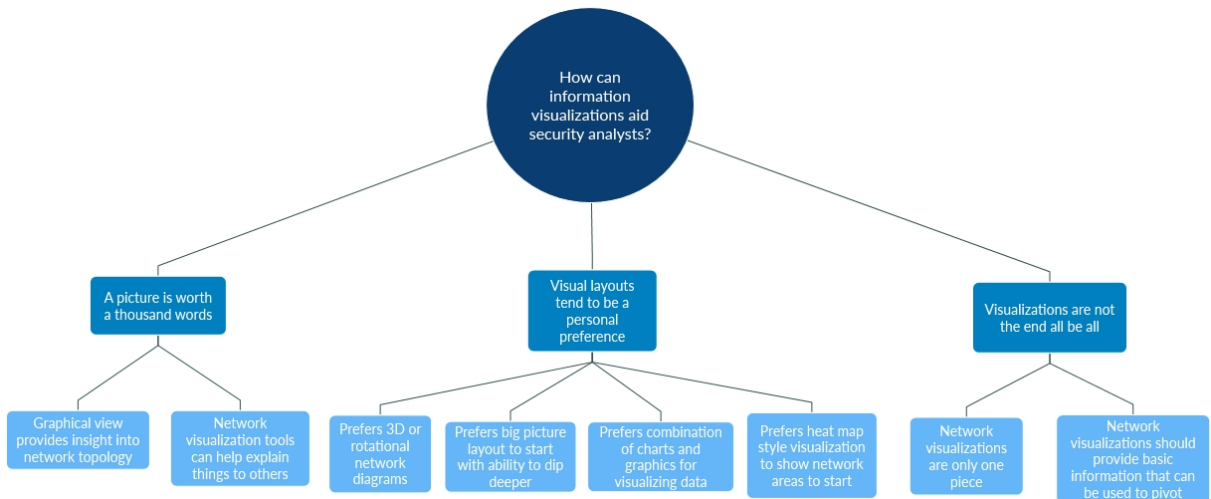 How can
information
visualizations aid
security analysts?
A picture is worth
a thousand words
Visual layouts
tend to be a
personal
preference
Visualizations are not
the end all be all
Graphical view
provides insight into
network topology
Network
visualization tools
can help explain
things to others
Prefers 3D or
rotational
network
diagrams
Prefers big picture
layout to start
with ability to dip
deeper
Prefers combination
of charts and
graphics for
visualizing data
Prefers heat map
style visualization
to show network
areas to start
Network
visualizations
are only one
piece
Network
visualizations should
provide basic
information that can
be used to pivot